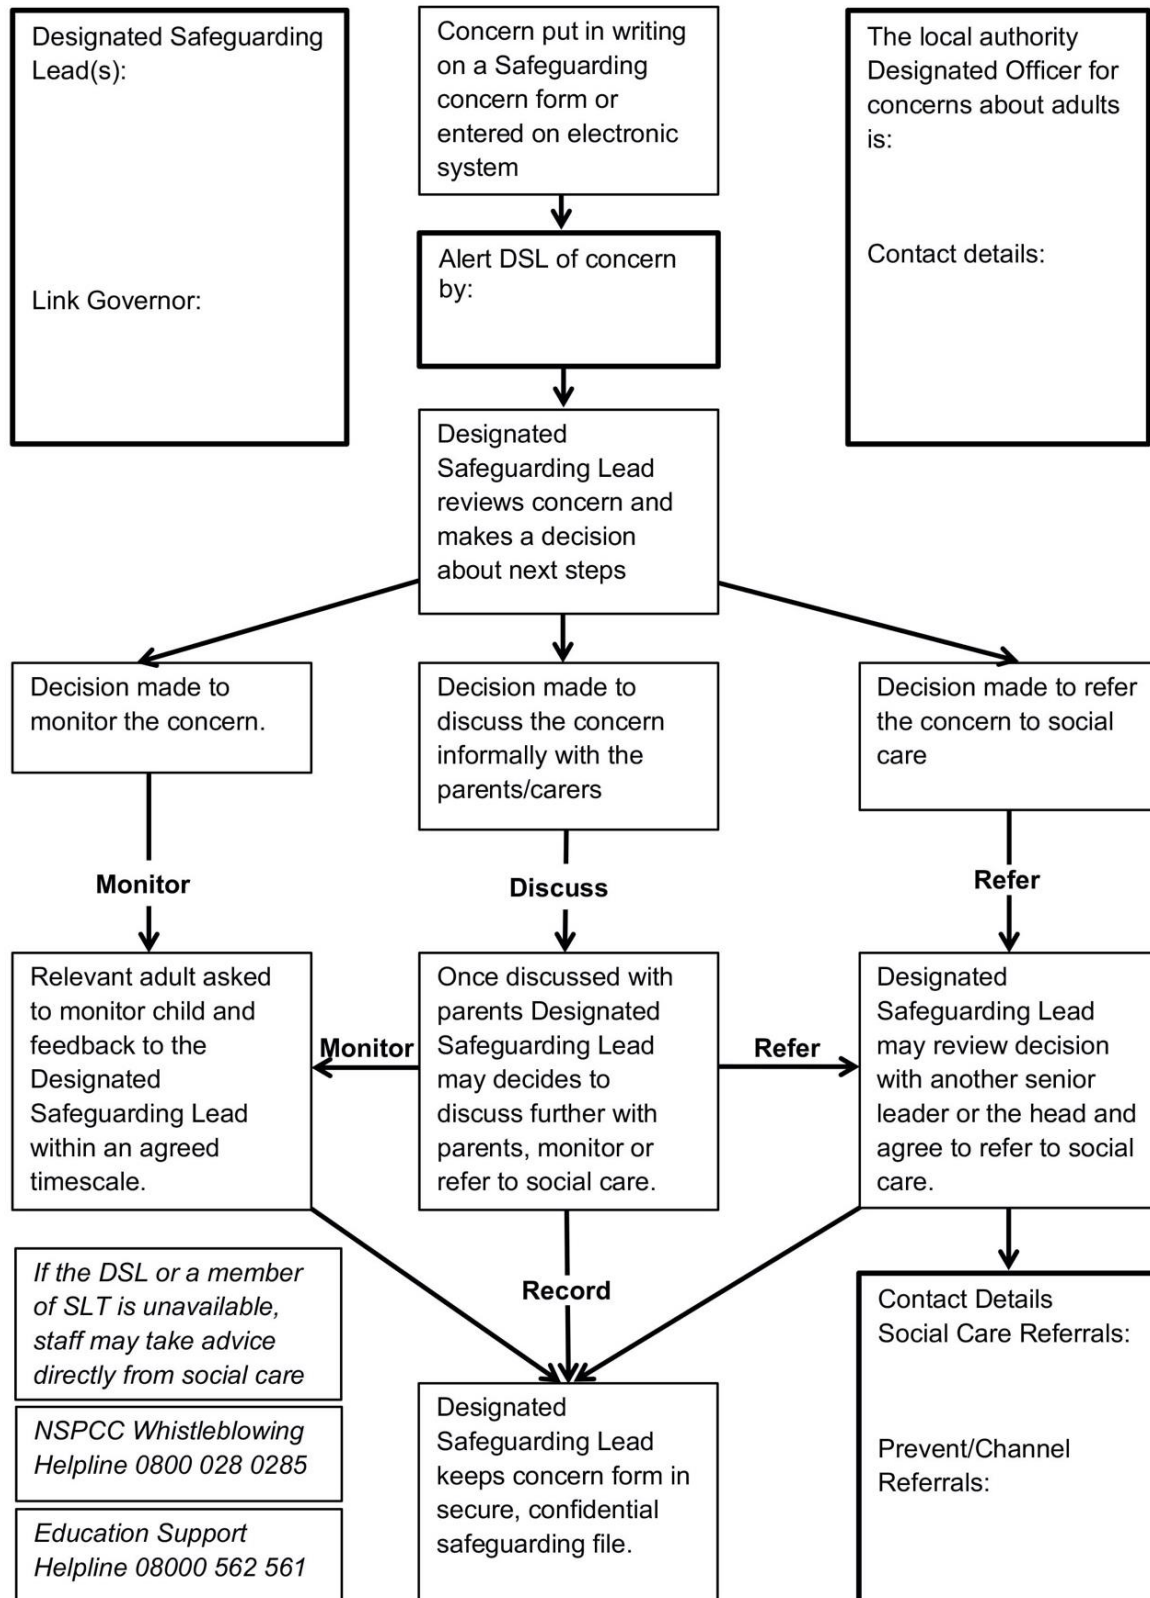 Designated Safeguarding
Lead(s):
Link Governor:
Concern put in writing
on a Safeguarding
concern form or
entered on electronic
system
The local authority
Designated Officer for
concerns about adults
is:
Contact details:
Alert DSL of concern
by:
Designated
Safeguarding Lead
reviews concern and
makes a decision
about next steps
Decision made to
monitor the concern.
Decision made to
discuss the concern
informally with the
parents/carers
Decision made to refer
the concern to social
care
Monitor
Discuss
Refer
Relevant adult asked
to monitor child and
feedback to the
Designated
Safeguarding Lead
within an agreed
timescale.
Monitor
Once discussed with
parents Designated
Safeguarding Lead
may decides to
discuss further with
parents, monitor or
refer to social care.
Refer
Designated
Safeguarding Lead
may review decision
with another senior
leader or the head and
agree to refer to social
care.
Record
If the DSL or a member
of SLT is unavailable,
staff may take advice
directly from social care
NSPCC Whistleblowing
Helpline 0800 028 0285
Education Support
Helpline 08000 562 561
Designated
Safeguarding Lead
keeps concern form in
secure, confidential
safeguarding file.
Contact Details
Social Care Referrals:
Prevent/Channel
Referrals: